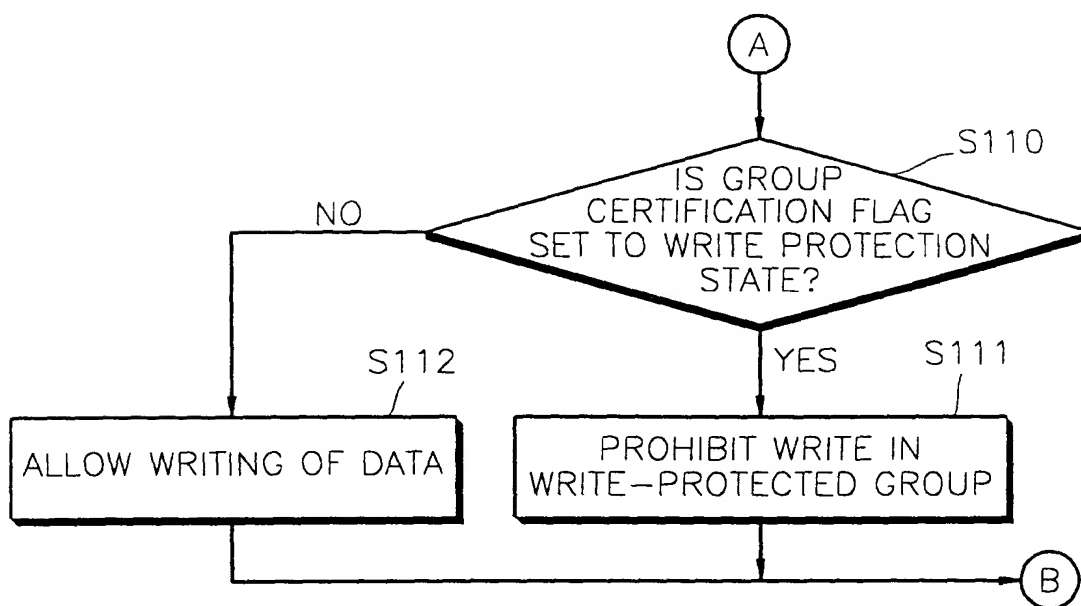 A
S110
IS GROUP
CERTIFICATION FLAG
SET TO WRITE PROTECTION
STATE?
NO
YES
S112
S111
ALLOW WRITING OF DATA
PROHIBIT WRITE IN
WRITE-PROTECTED GROUP
B